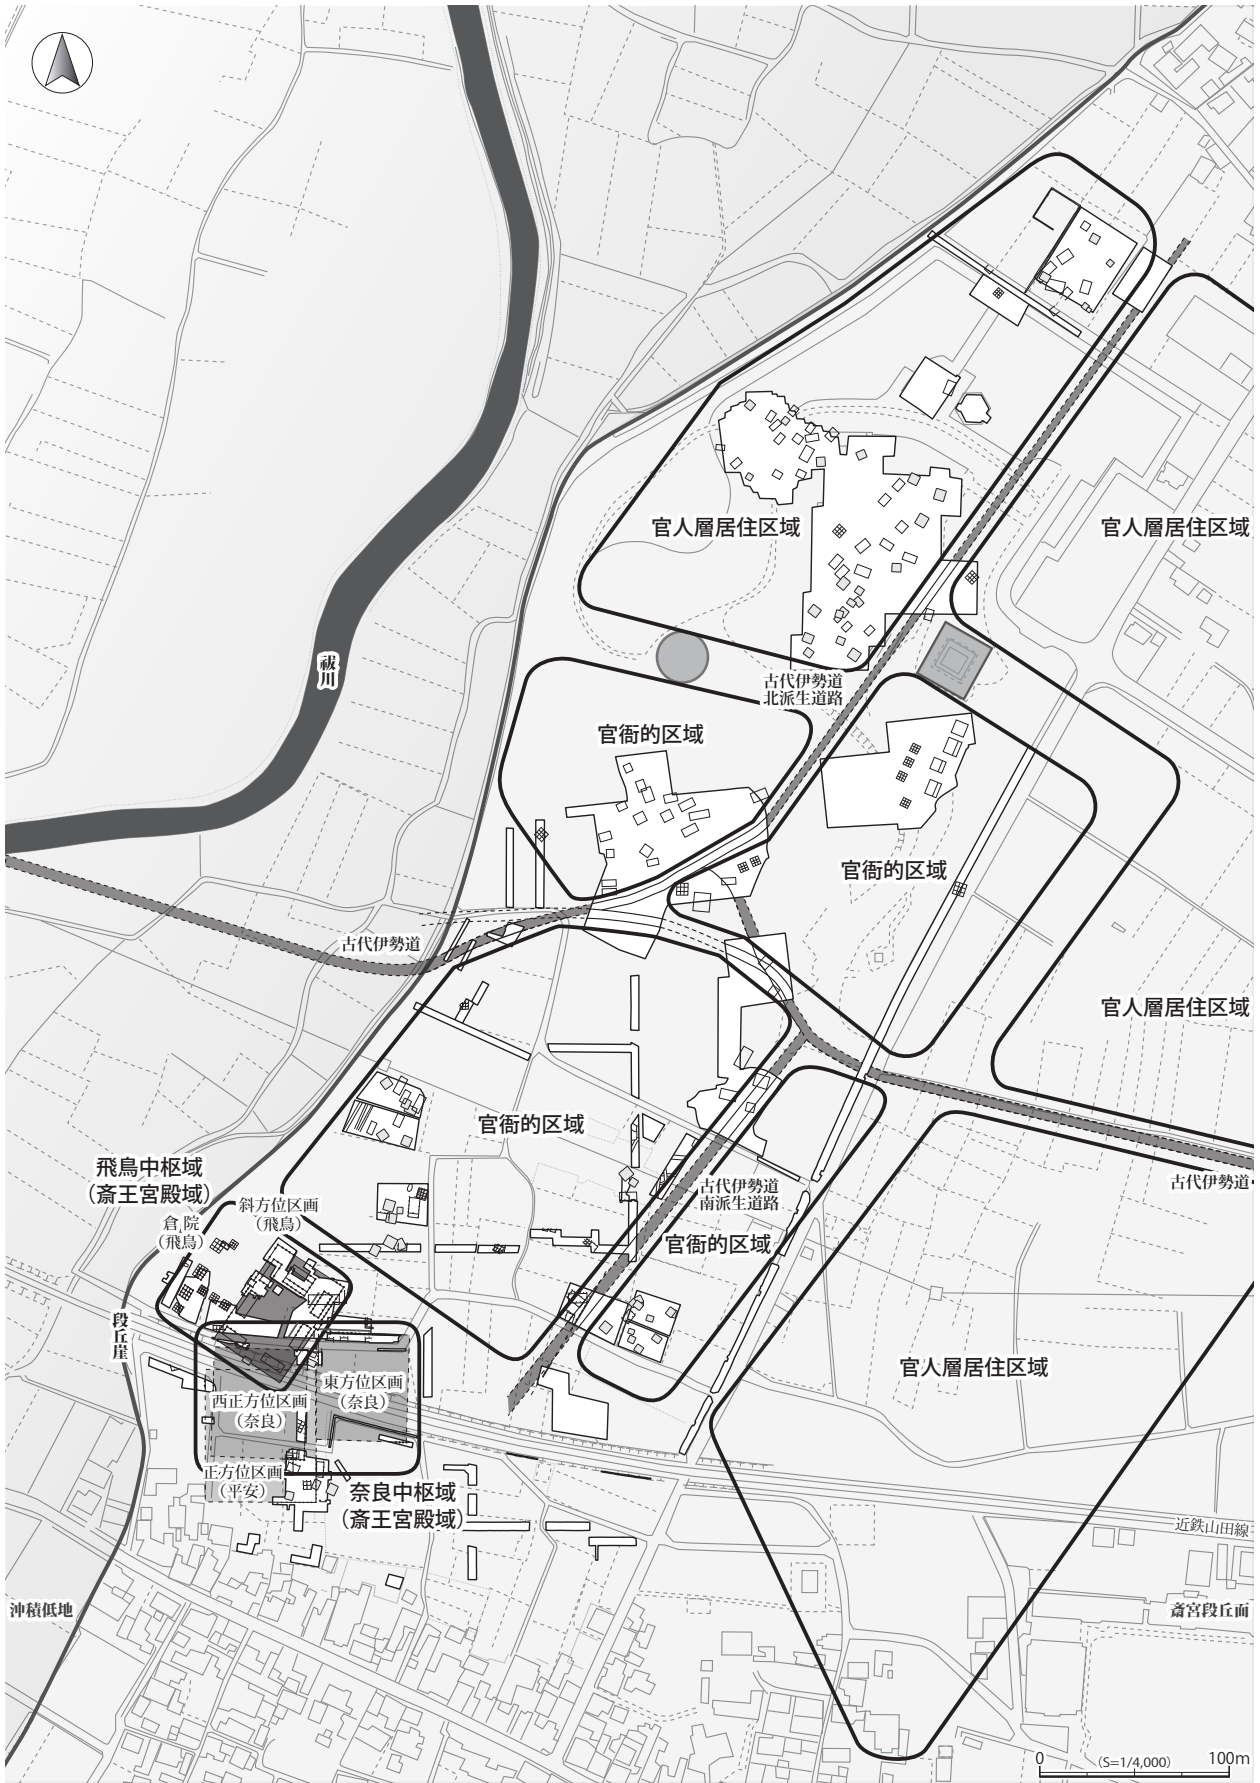 官人層居住区域
官人層居住区域
祓川
古代伊勢道
北派生道路
官衙的区域
官衙的区域
古代伊勢道
官人層居住区域
官衙的区域
飛鳥中枢域
（斎王宮殿域）
古代伊勢道
古代伊勢道
南派生道路
斜方位区画
（飛鳥）
倉院
（飛鳥）
官衙的区域
段丘崖
官人層居住区域
東方位区画
（奈良）
西正方位区画
（奈良）
正方位区画
（平安）
奈良中枢域
（斎王宮殿域）
近鉄山田線
沖積低地
斎宮段丘面
0 （S=1/4,000） 100m